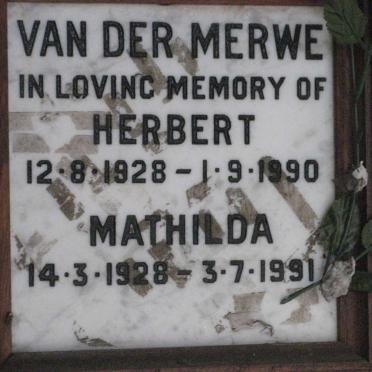 VAN DER MERWE
IN LOVING MEMORY OF
HERBERT
12·8·1928 – 1·9·1990
MATHILDA
14·3·1928 – 3·7·1991